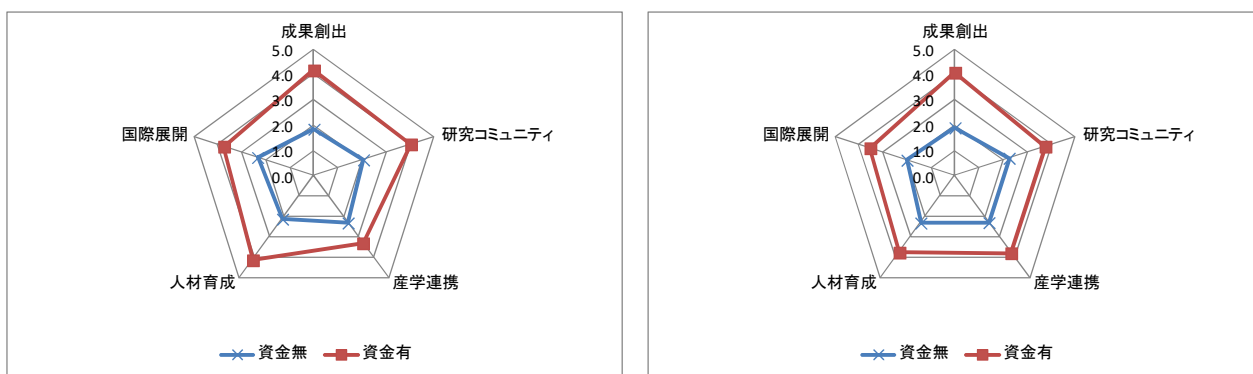 成果創出
5.0
4.0
3.0
2.0
1.0
0.0
国際展開
研究コミュニティ
人材育成
産学連携
資金無
資金有
成果創出
5.0
4.0
3.0
2.0
1.0
0.0
国際展開
研究コミュニティ
人材育成
産学連携
資金無
資金有